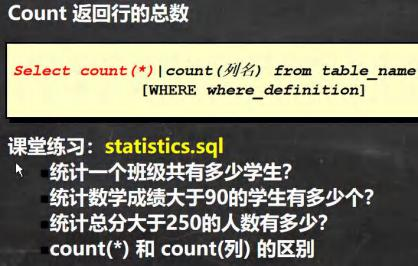 Count 返回行的总数
Select count(*)|count(列名) from table_name
[WHERE where_definition]
课堂练习：statistics.sql
统计一个班级共有多少学生？
统计数学成绩大于90的学生有多少个？
统计总分大于250的人数有多少？
count(*) 和 count(列) 的区别